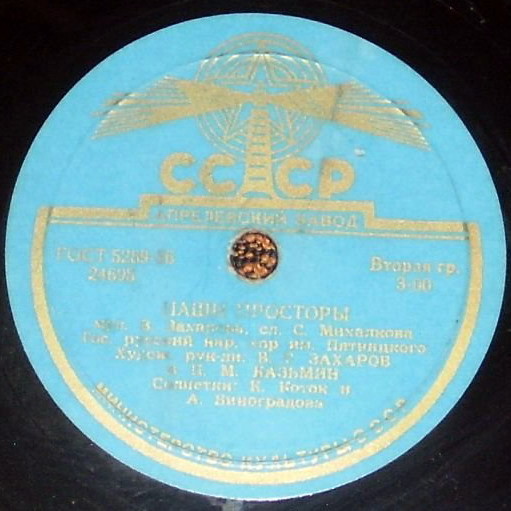 СССР
АПРЕЛЕВСКИЙ ЗАВОД
ГОСТ 5289-56
24695
Вторая гр.
3-00
НАШИ ПРОСТОРЫ
Муз. В. Захарова, сл. С. Михалкова
Гос. русский нар. хор им. Пятницкого
Худож. рук-ли: В. Г. ЗАХАРОВ
и П. М. КАЗЬМИН
Солистки: К. Коток и
А. Виноградова
МИНИСТЕРСТВО КУЛЬТУРЫ СССР